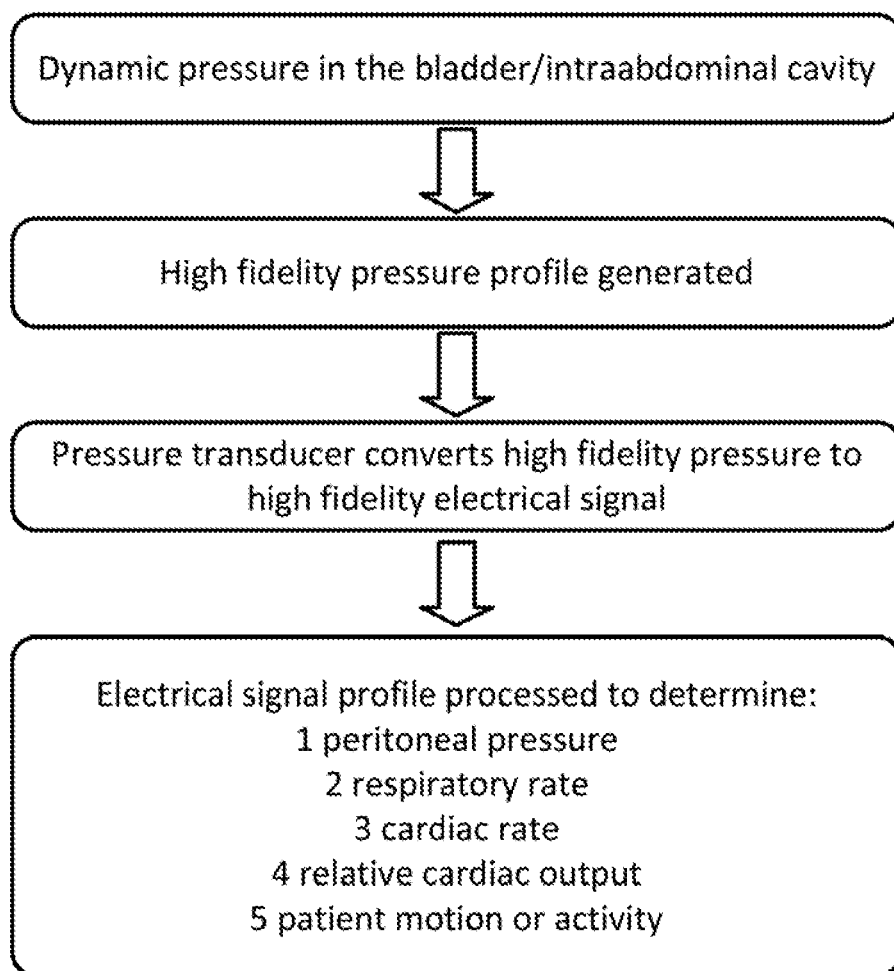 Dynamic pressure in the bladder/intraabdominal cavity
High fidelity pressure profile generated
Pressure transducer converts high fidelity pressure to
high fidelity electrical signal
Electrical signal profile processed to determine:
1 peritoneal pressure
2 respiratory rate
3 cardiac rate
4 relative cardiac output
5 patient motion or activity